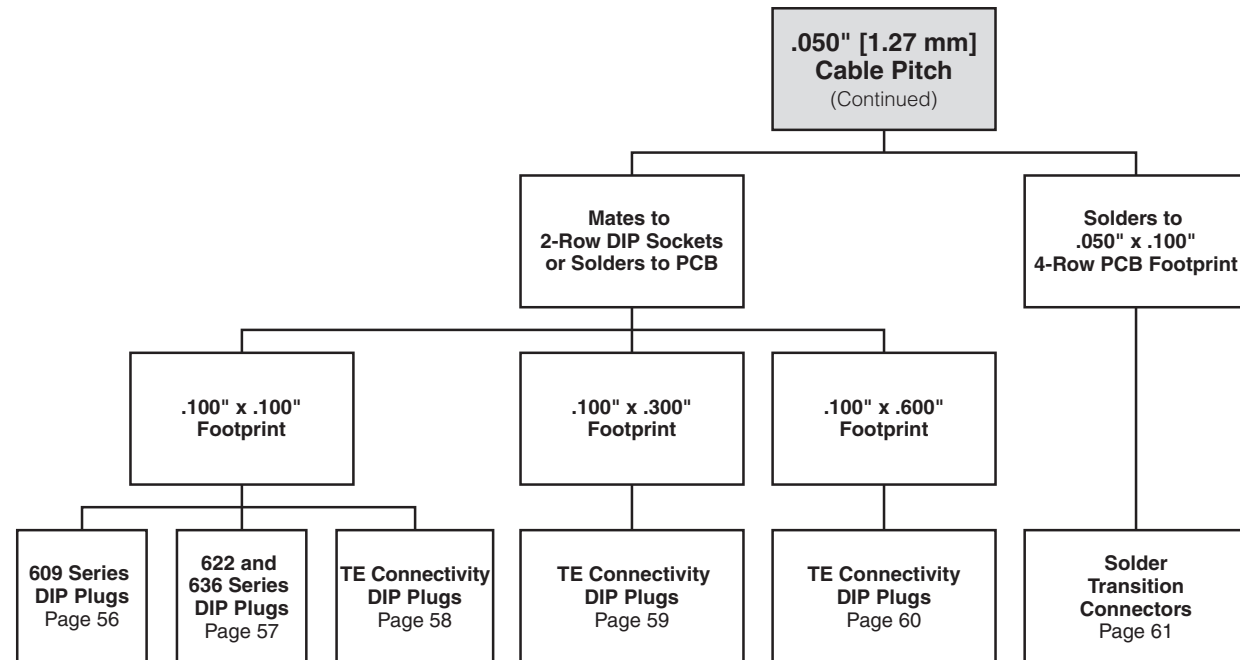 .050" [1.27 mm]
Cable Pitch
(Continued)
Mates to
2-Row DIP Sockets
or Solders to PCB
Solders to
.050" x .100"
4-Row PCB Footprint
.100" x .100"
Footprint
.100" x .300"
Footprint
.100" x .600"
Footprint
609 Series
DIP Plugs
Page 56
622 and
636 Series
DIP Plugs
Page 57
TE Connectivity
DIP Plugs
Page 58
TE Connectivity
DIP Plugs
Page 59
TE Connectivity
DIP Plugs
Page 60
Solder
Transition
Connectors
Page 61